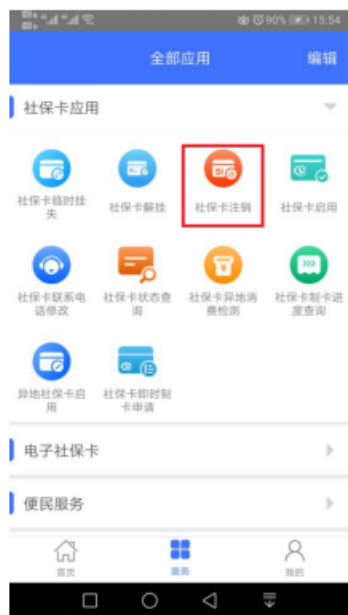 90% 15:54
全部应用 编辑
社保卡应用
社保卡临时挂
失
社保卡解挂
社保卡注销
社保卡启用
社保卡联系电
话修改
社保卡状态查
询
社保卡异地消
费检测
社保卡制卡进
度查询
异地社保卡启
用
社保卡即时制
卡申请
电子社保卡
便民服务
首页 服务 我的